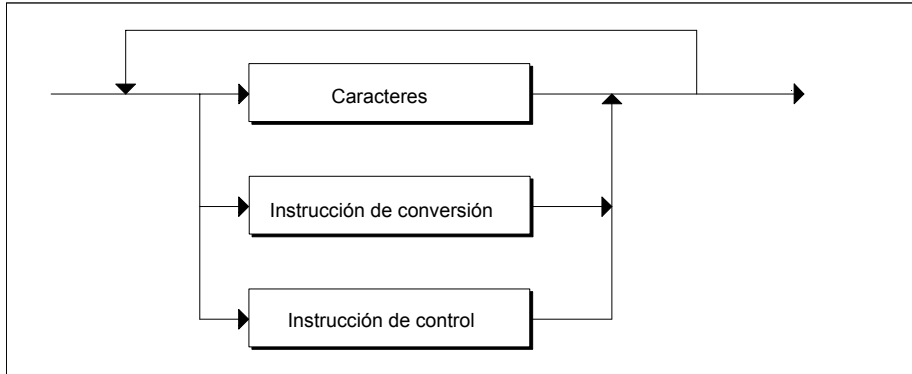 Caracteres
Instrucción de conversión
Instrucción de control